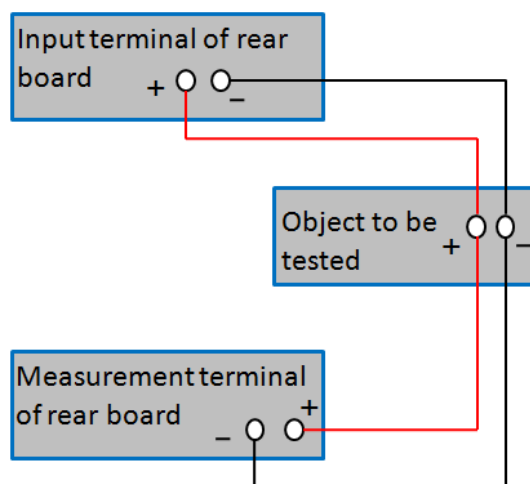 Input terminal of rear
board
+ −
Object to be
tested
+ −
Measurement terminal
of rear board
− +